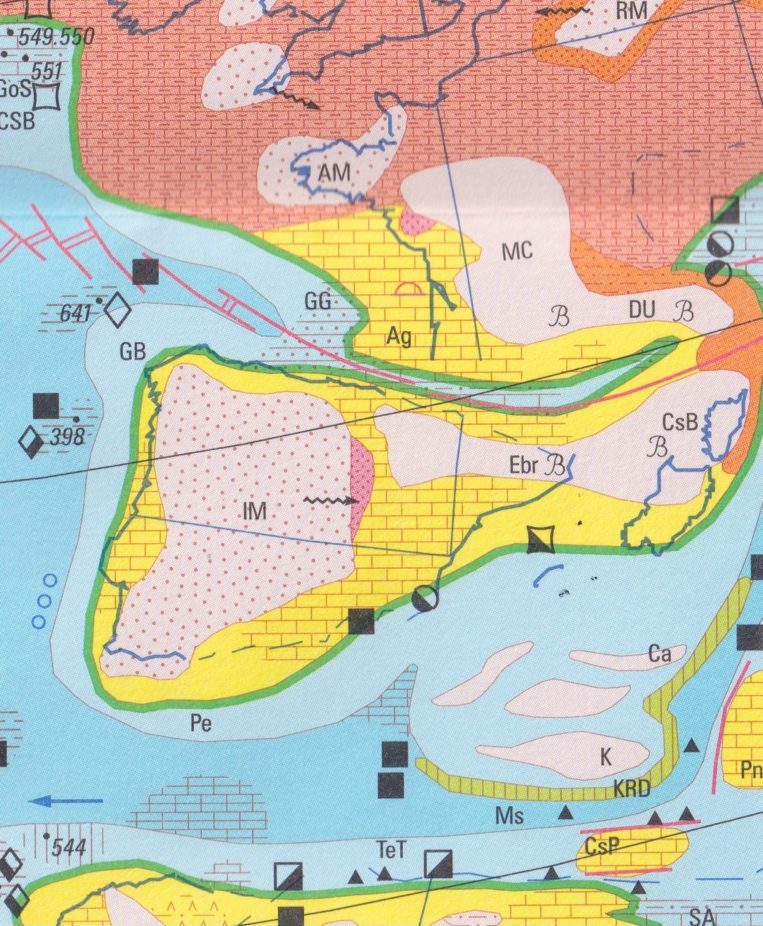 RM
549.550
551
GoS
CSB
AM
MC
GG
641
B
DU
B
Ag
GB
CsB
398
B
Ebr B
IM
Ca
Pe
K
Pn
KRD
Ms
544
TeT
CsP
SA